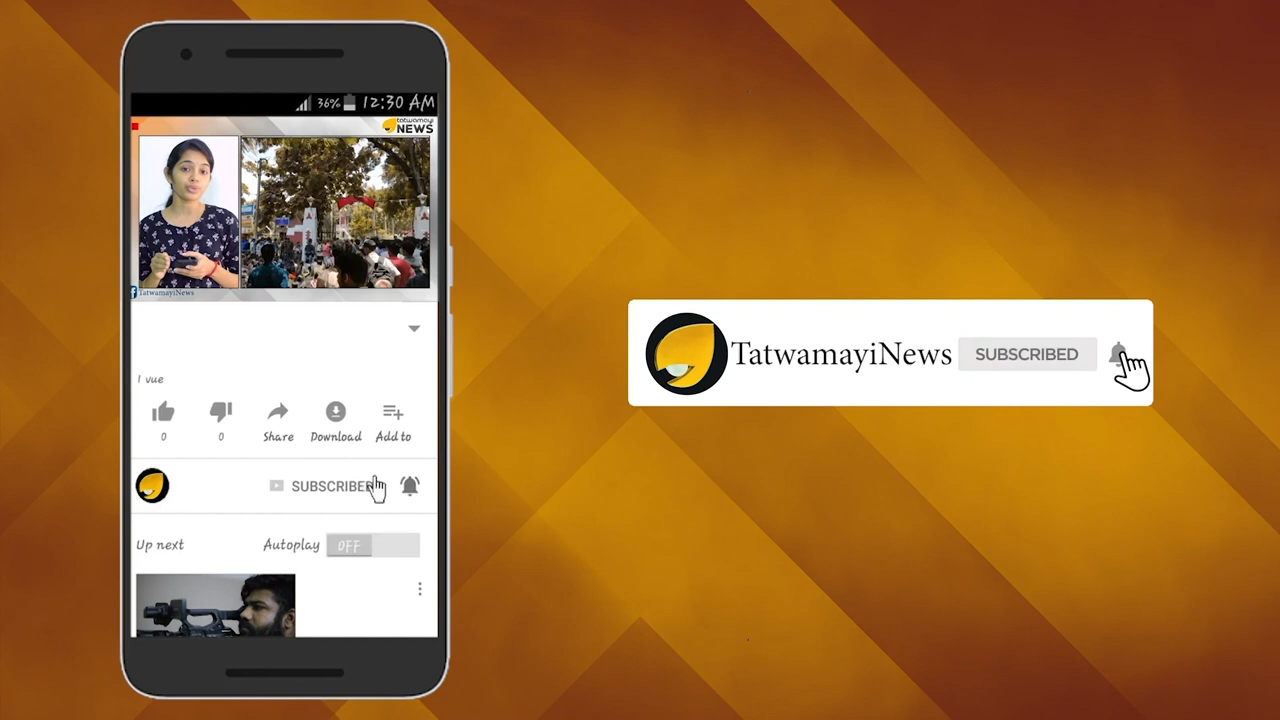 36% 12:30 AM
tatwamayi
NEWS
TatwamayiNews
1 vue
0 0 Share Download Add to
SUBSCRIBED
Up next Autoplay OFF
TatwamayiNews SUBSCRIBED